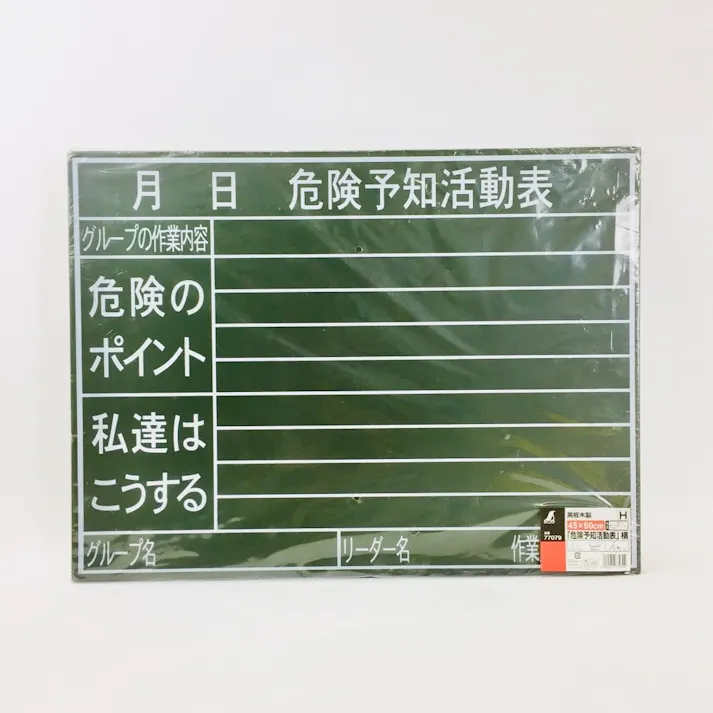 月 日 危険予知活動表
グループの作業内容
危険の
ポイント
私達は
こうする
グループ名 リーダー名 作業
黒板木製 H
45×60cm
77079
「危険予知活動表」横